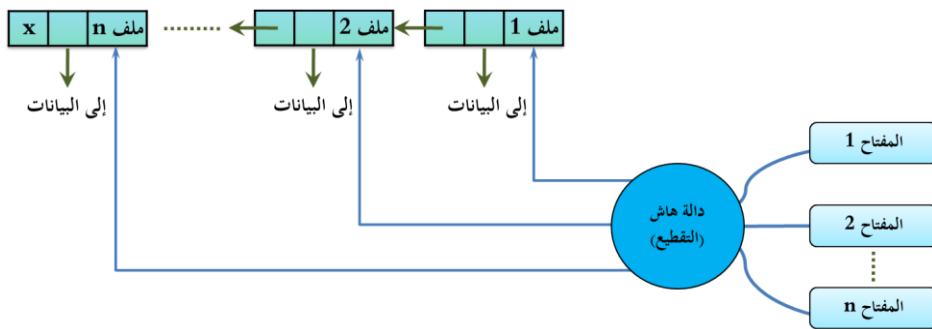 ملف 1
ملف 2
ملف n
x
إلى البيانات
إلى البيانات
إلى البيانات
المفتاح 1
دالة هاش
(التقطيع)
المفتاح 2
المفتاح n